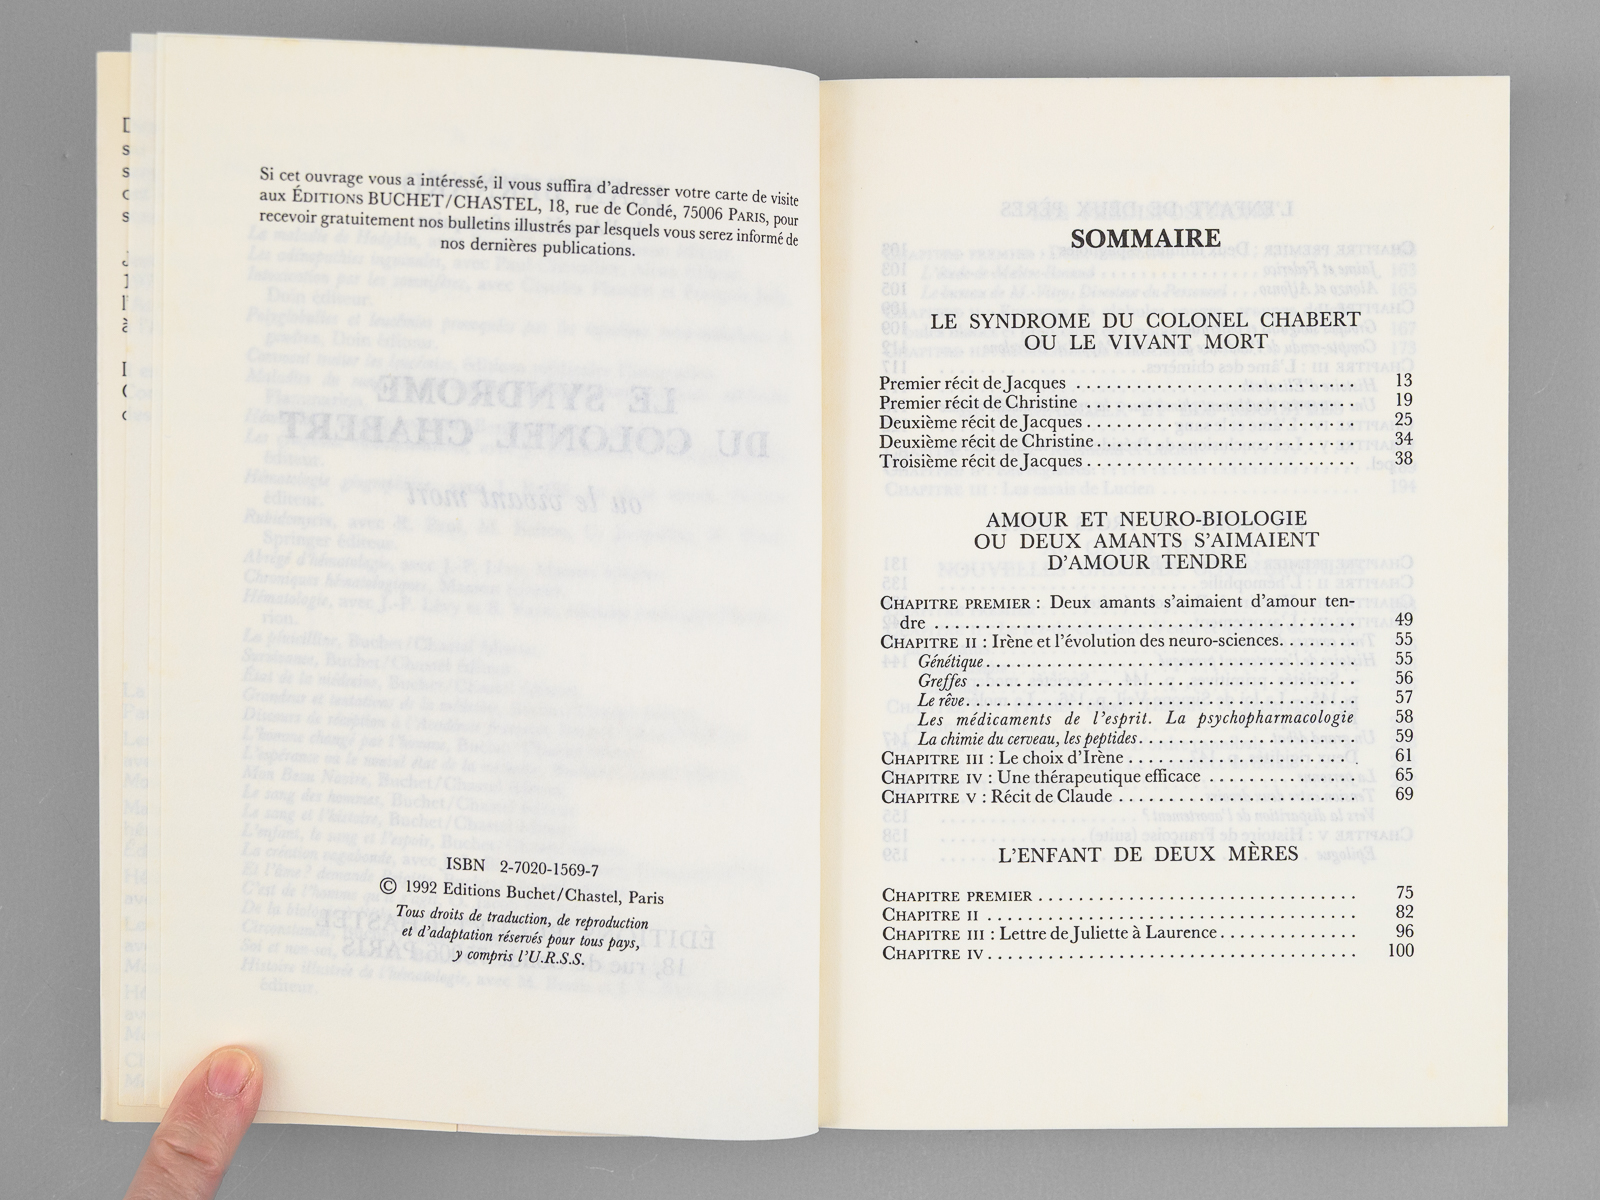 Si cet ouvrage vous a intéressé, il vous suffira d'adresser votre carte de visite
aux ÉDITIONS BUCHET/CHASTEL, 18, rue de Condé, 75006 PARIS, pour
recevoir gratuitement nos bulletins illustrés par lesquels vous serez informé de
nos dernières publications.
ISBN 2-7020-1569-7
© 1992 Editions Buchet/Chastel, Paris
Tous droits de traduction, de reproduction
et d'adaptation réservés pour tous pays,
y compris l'U.R.S.S.
SOMMAIRE
LE SYNDROME DU COLONEL CHABERT
OU LE VIVANT MORT
Premier récit de Jacques . . . . . . . . . . . . . . . . . . . . . . . . . . 13
Premier récit de Christine . . . . . . . . . . . . . . . . . . . . . . . . . . 19
Deuxième récit de Jacques . . . . . . . . . . . . . . . . . . . . . . . . . 25
Deuxième récit de Christine . . . . . . . . . . . . . . . . . . . . . . . . 34
Troisième récit de Jacques . . . . . . . . . . . . . . . . . . . . . . . . . 38
AMOUR ET NEURO-BIOLOGIE
OU DEUX AMANTS S'AIMAIENT
D'AMOUR TENDRE
CHAPITRE PREMIER : Deux amants s'aimaient d'amour ten-
dre . . . . . . . . . . . . . . . . . . . . . . . . . . . . . . . . . . . . . . . 49
CHAPITRE II : Irène et l'évolution des neuro-sciences. . . . . . . 55
Génétique . . . . . . . . . . . . . . . . . . . . . . . . . . . . . . . . . . 55
Greffes . . . . . . . . . . . . . . . . . . . . . . . . . . . . . . . . . . . 56
Le rêve . . . . . . . . . . . . . . . . . . . . . . . . . . . . . . . . . . . 57
Les médicaments de l'esprit. La psychopharmacologie 58
La chimie du cerveau, les peptides . . . . . . . . . . . . . . . . . . . . 59
CHAPITRE III : Le choix d'Irène . . . . . . . . . . . . . . . . . . . . . 61
CHAPITRE IV : Une thérapeutique efficace . . . . . . . . . . . . . . 65
CHAPITRE V : Récit de Claude . . . . . . . . . . . . . . . . . . . . . . 69
L'ENFANT DE DEUX MÈRES
CHAPITRE PREMIER . . . . . . . . . . . . . . . . . . . . . . . . . . . . . 75
CHAPITRE II . . . . . . . . . . . . . . . . . . . . . . . . . . . . . . . . . . 82
CHAPITRE III : Lettre de Juliette à Laurence . . . . . . . . . . . . . 96
CHAPITRE IV . . . . . . . . . . . . . . . . . . . . . . . . . . . . . . . . . . 100